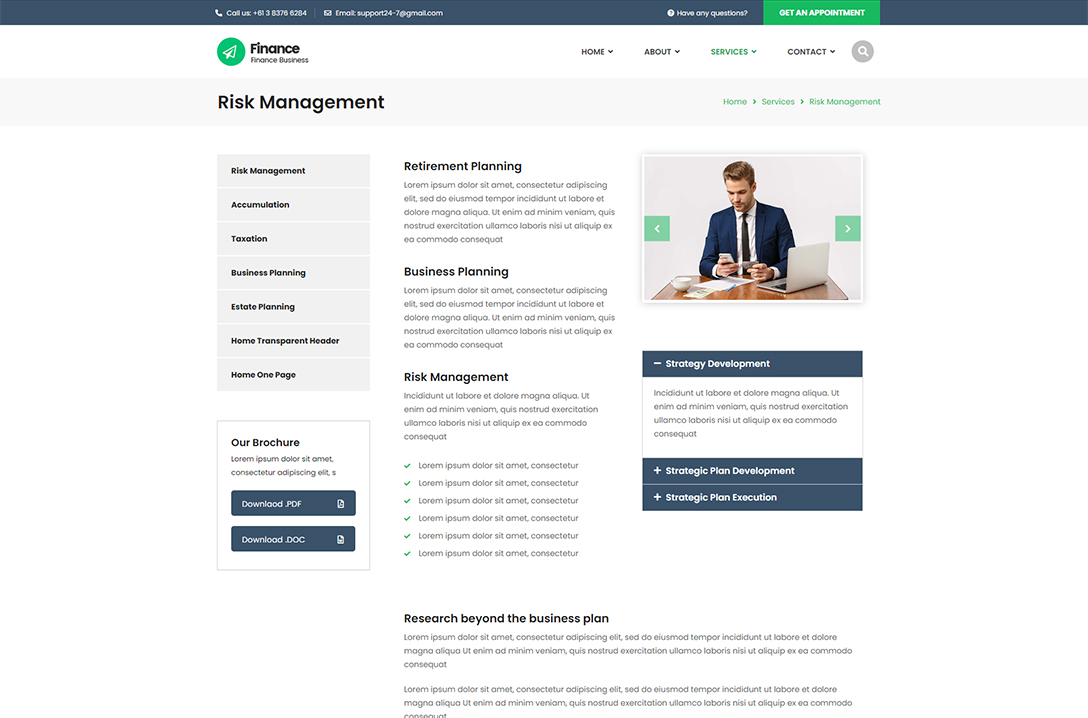 Call us: +61 3 8376 6284
Email: support24-7@gmail.com
Have any questions?
GET AN APPOINTMENT
Finance
Finance Business
HOME
ABOUT
SERVICES
CONTACT
Risk Management
Home > Services > Risk Management
Risk Management
Accumulation
Taxation
Business Planning
Estate Planning
Home Transparent Header
Home One Page
Our Brochure
Lorem ipsum dolor sit amet,
consectetur adipiscing elit, s
Downlaod .PDF
Download .DOC
Retirement Planning
Lorem ipsum dolor sit amet, consectetur adipiscing
elit, sed do eiusmod tempor incididunt ut labore et
dolore magna aliqua. Ut enim ad minim veniam, quis
nostrud exercitation ullamco laboris nisi ut aliquip ex
ea commodo consequat
Business Planning
Lorem ipsum dolor sit amet, consectetur adipiscing
elit, sed do eiusmod tempor incididunt ut labore et
dolore magna aliqua. Ut enim ad minim veniam, quis
nostrud exercitation ullamco laboris nisi ut aliquip ex
ea commodo consequat
Risk Management
Incididunt ut labore et dolore magna aliqua. Ut
enim ad minim veniam, quis nostrud exercitation
ullamco laboris nisi ut aliquip ex ea commodo
consequat
Lorem ipsum dolor sit amet, consectetur
Lorem ipsum dolor sit amet, consectetur
Lorem ipsum dolor sit amet, consectetur
Lorem ipsum dolor sit amet, consectetur
Lorem ipsum dolor sit amet, consectetur
Lorem ipsum dolor sit amet, consectetur
Strategy Development
Incididunt ut labore et dolore magna aliqua. Ut
enim ad minim veniam, quis nostrud exercitation
ullamco laboris nisi ut aliquip ex ea commodo
consequat
Strategic Plan Development
Strategic Plan Execution
Research beyond the business plan
Lorem ipsum dolor sit amet, consectetur adipiscing elit, sed do eiusmod tempor incididunt ut labore et dolore
magna aliqua Ut enim ad minim veniam, quis nostrud exercitation ullamco laboris nisi ut aliquip ex ea commodo
consequat
Lorem ipsum dolor sit amet, consectetur adipiscing elit, sed do eiusmod tempor incididunt ut labore et dolore
magna aliqua. Ut enim ad minim veniam, quis nostrud exercitation ullamco laboris nisi ut aliquip ex ea commodo
consequat